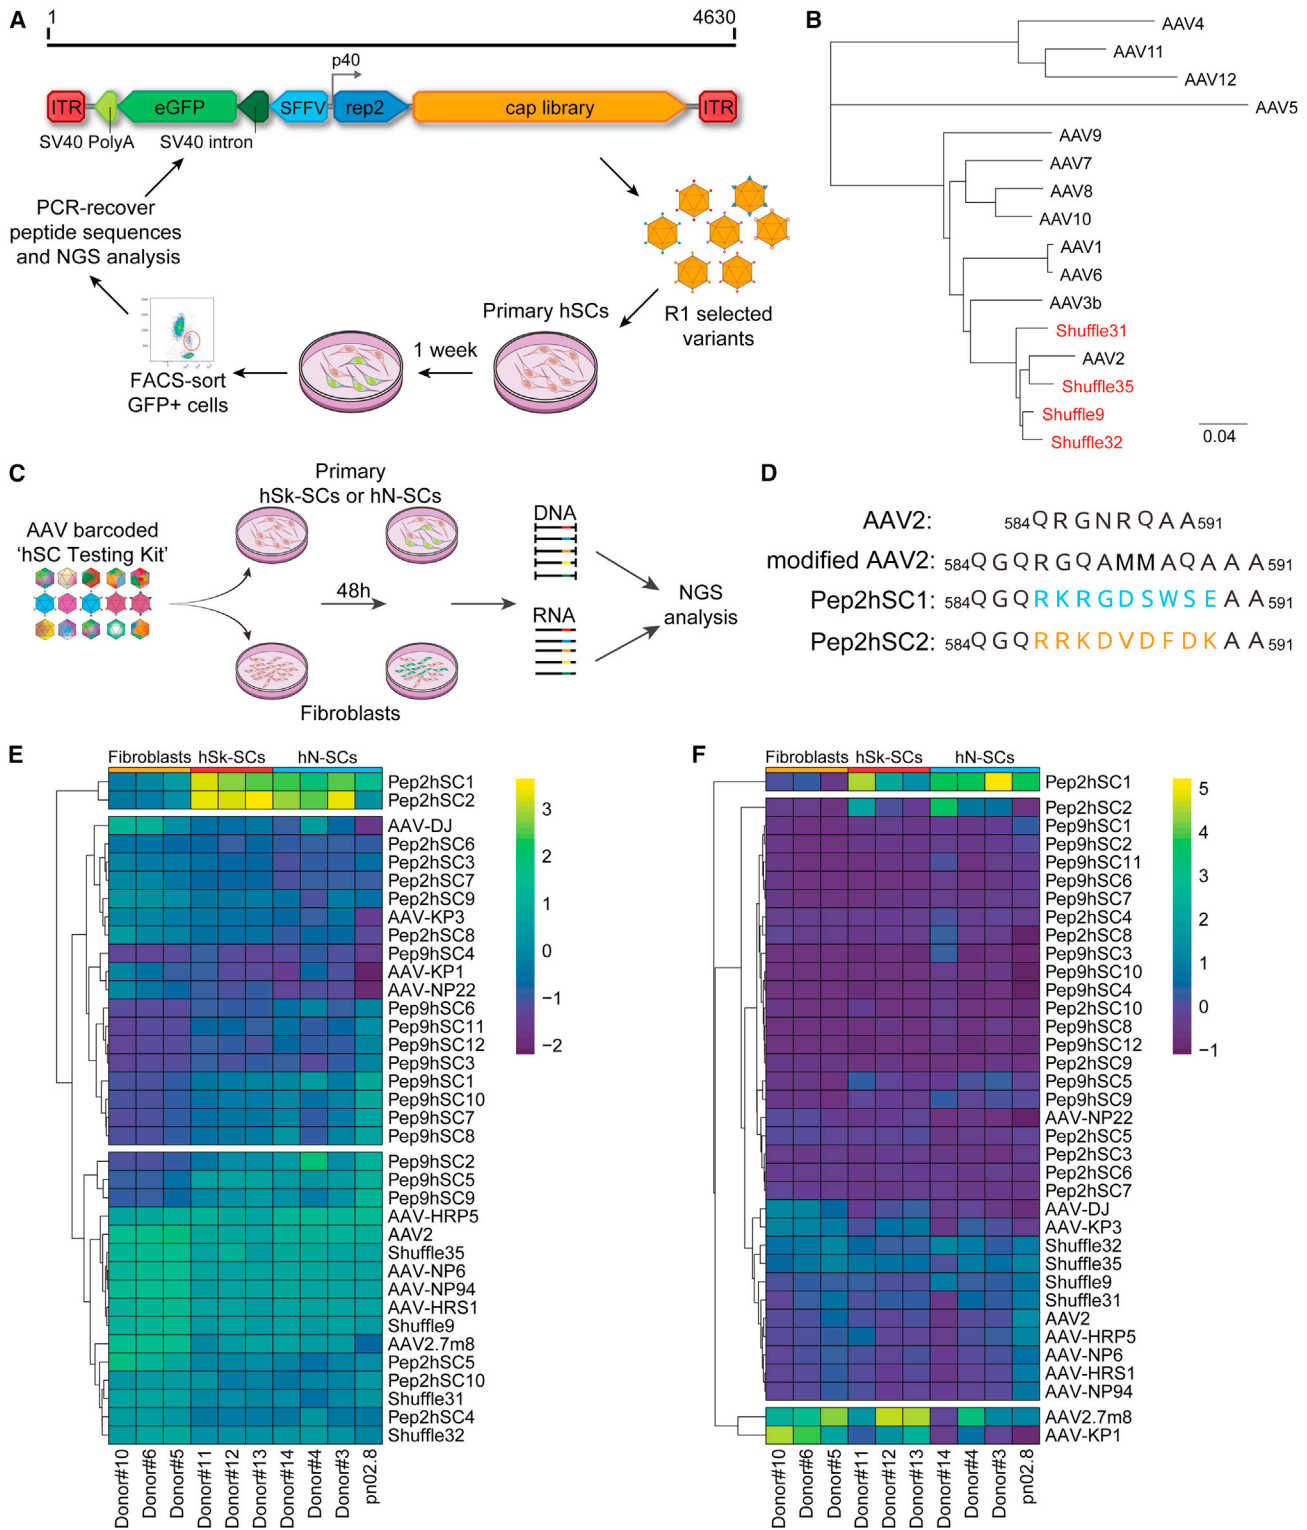 A
1
4630
p40
ITR
eGFP
SFFV
rep2
cap library
ITR
SV40 PolyA
SV40 intron
PCR-recover
peptide sequences
and NGS analysis
R1 selected
variants
Primary hSCs
1 week
FACS-sort
GFP+ cells
B
AAV4
AAV11
AAV12
AAV5
AAV9
AAV7
AAV8
AAV10
AAV1
AAV6
AAV3b
Shuffle31
AAV2
Shuffle35
Shuffle9
Shuffle32
0.04
C
Primary
hSk-SCs or hN-SCs
AAV barcoded
'hSC Testing Kit'
48h
Fibroblasts
DNA
RNA
NGS
analysis
D
AAV2: 584QRGNRQAA591
modified AAV2: 584QGQRGQAMMAQAAA591
Pep2hSC1: 584QGQRKRGDSWSEAA591
Pep2hSC2: 584QGQRRKDVDFDKAA591
E
Fibroblasts hSk-SCs hN-SCs
Pep2hSC1
Pep2hSC2
AAV-DJ
Pep2hSC6
Pep2hSC3
Pep2hSC7
Pep2hSC9
AAV-KP3
Pep2hSC8
Pep9hSC4
AAV-KP1
AAV-NP22
Pep9hSC6
Pep9hSC11
Pep9hSC12
Pep9hSC3
Pep9hSC1
Pep9hSC10
Pep9hSC7
Pep9hSC8
Pep9hSC2
Pep9hSC5
Pep9hSC9
AAV-HRP5
AAV2
Shuffle35
AAV-NP6
AAV-NP94
AAV-HRS1
Shuffle9
AAV2.7m8
Pep2hSC5
Pep2hSC10
Shuffle31
Pep2hSC4
Shuffle32
Donor#10
Donor#6
Donor#5
Donor#11
Donor#12
Donor#13
Donor#14
Donor#4
Donor#3
pn02.8
3
2
1
0
−1
−2
F
Fibroblasts hSk-SCs hN-SCs
Pep2hSC1
Pep2hSC2
Pep9hSC1
Pep9hSC2
Pep9hSC11
Pep9hSC6
Pep9hSC7
Pep2hSC4
Pep2hSC8
Pep9hSC3
Pep9hSC10
Pep9hSC4
Pep2hSC10
Pep9hSC8
Pep9hSC12
Pep2hSC9
Pep9hSC5
Pep9hSC9
AAV-NP22
Pep2hSC5
Pep2hSC3
Pep2hSC6
Pep2hSC7
AAV-DJ
AAV-KP3
Shuffle32
Shuffle35
Shuffle9
Shuffle31
AAV2
AAV-HRP5
AAV-NP6
AAV-HRS1
AAV-NP94
AAV2.7m8
AAV-KP1
Donor#10
Donor#6
Donor#5
Donor#11
Donor#12
Donor#13
Donor#14
Donor#4
Donor#3
pn02.8
5
4
3
2
1
0
−1